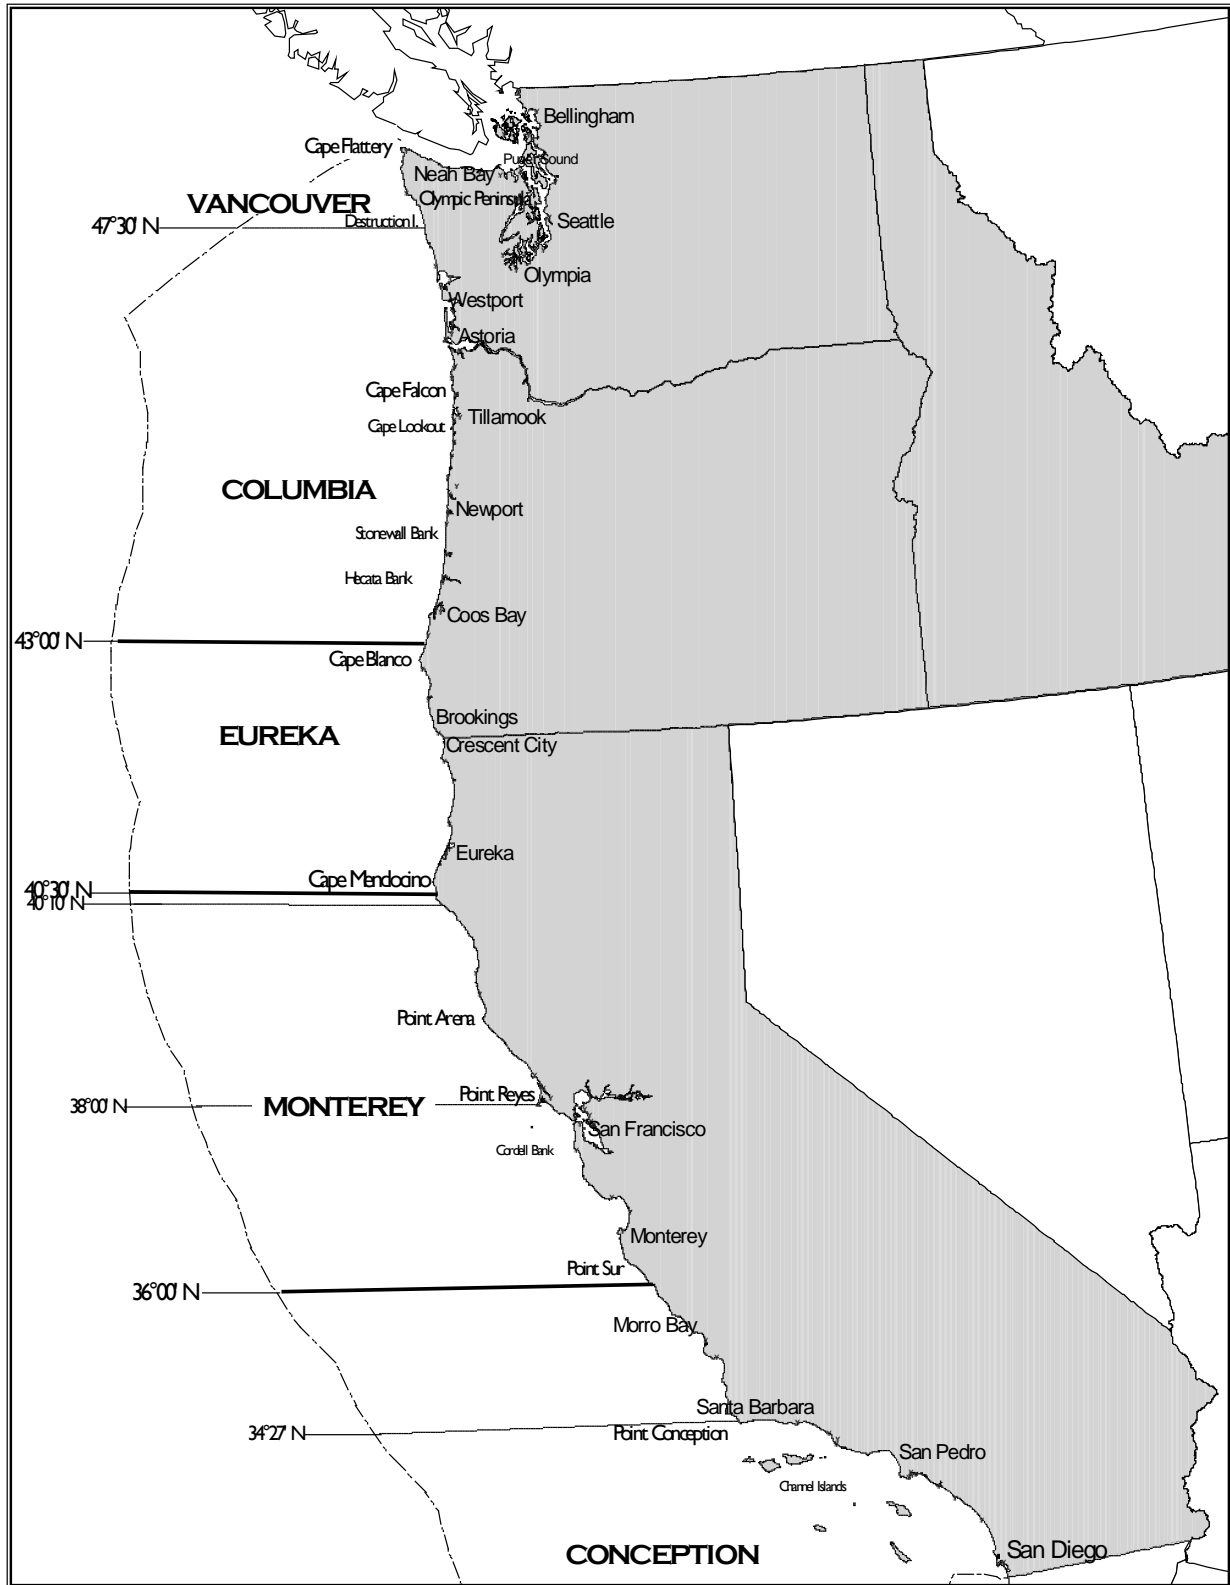 Bellingham
Cape Flattery
Puget Sound
Neah Bay
Olympic Peninsula
VANCOUVER
Destruction I.
47°30' N
Seattle
Olympia
Westport
Astoria
Cape Falcon
Tillamook
Cape Lookout
COLUMBIA
Newport
Stonewall Bank
Hecata Bank
Coos Bay
43°00' N
Cape Blanco
Brookings
EUREKA
Crescent City
Eureka
Cape Mendocino
40°30' N
40°10' N
Point Arena
Point Reyes
38°00' N
MONTEREY
San Francisco
Cordell Bank
Monterey
Point Sur
36°00' N
Morro Bay
Santa Barbara
34°27' N
Point Conception
San Pedro
Channel Islands
CONCEPTION
San Diego